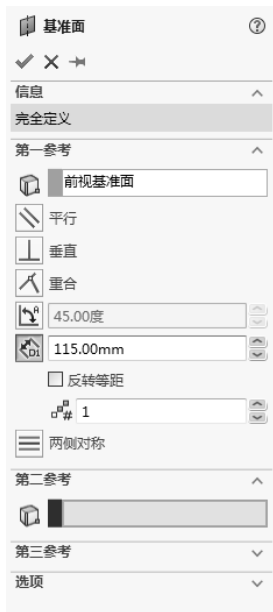 基准面
信息
完全定义
第一参考
前视基准面
平行
垂直
重合
45.00度
115.00mm
反转等距
# 1
两侧对称
第二参考
第三参考
选项